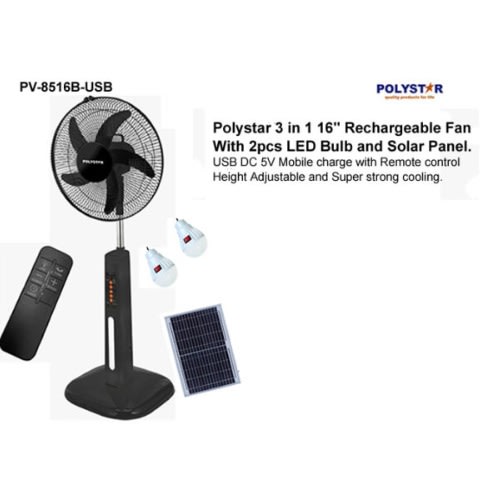 PV-8516B-USB
POLYSTAR
quality products for life
Polystar 3 in 1 16" Rechargeable Fan
With 2pcs LED Bulb and Solar Panel.
USB DC 5V Mobile charge with Remote control
Height Adjustable and Super strong cooling.
POLYSTAR